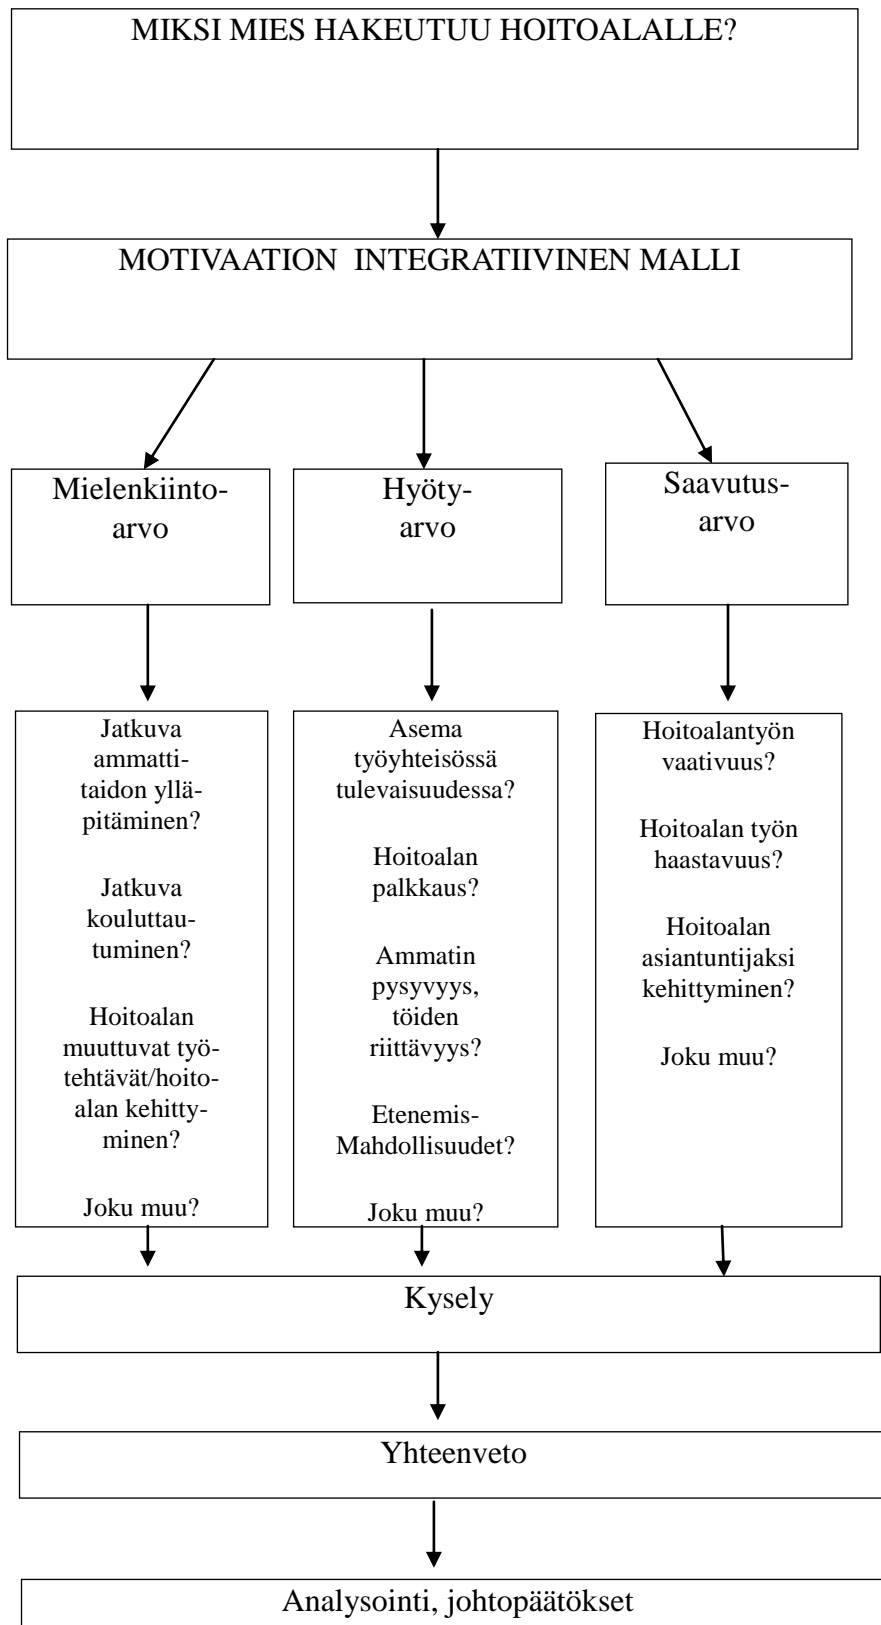 MIKSI MIES HAKEUTUU HOITOALALLE?
MOTIVAATION INTEGRATIIVINEN MALLI
Mielenkiinto-
arvo
Hyöty-
arvo
Saavutus-
arvo
Jatkuva
ammatti-
taidon yllä-
pitäminen?
Jatkuva
kouluttau-
tuminen?
Hoitoalan
muuttuvat työ-
tehtävät/hoito-
alan kehitty-
minen?
Joku muu?
Asema
työyhteisössä
tulevaisuudessa?
Hoitoalan
palkkaus?
Ammatin
pysyvyys,
töiden
riittävyys?
Etenemis-
Mahdollisuudet?
Joku muu?
Hoitoalantyön
vaativuus?
Hoitoalan työn
haastavuus?
Hoitoalan
asiantuntijaksi
kehittyminen?
Joku muu?
Kysely
Yhteenveto
Analysointi, johtopäätökset